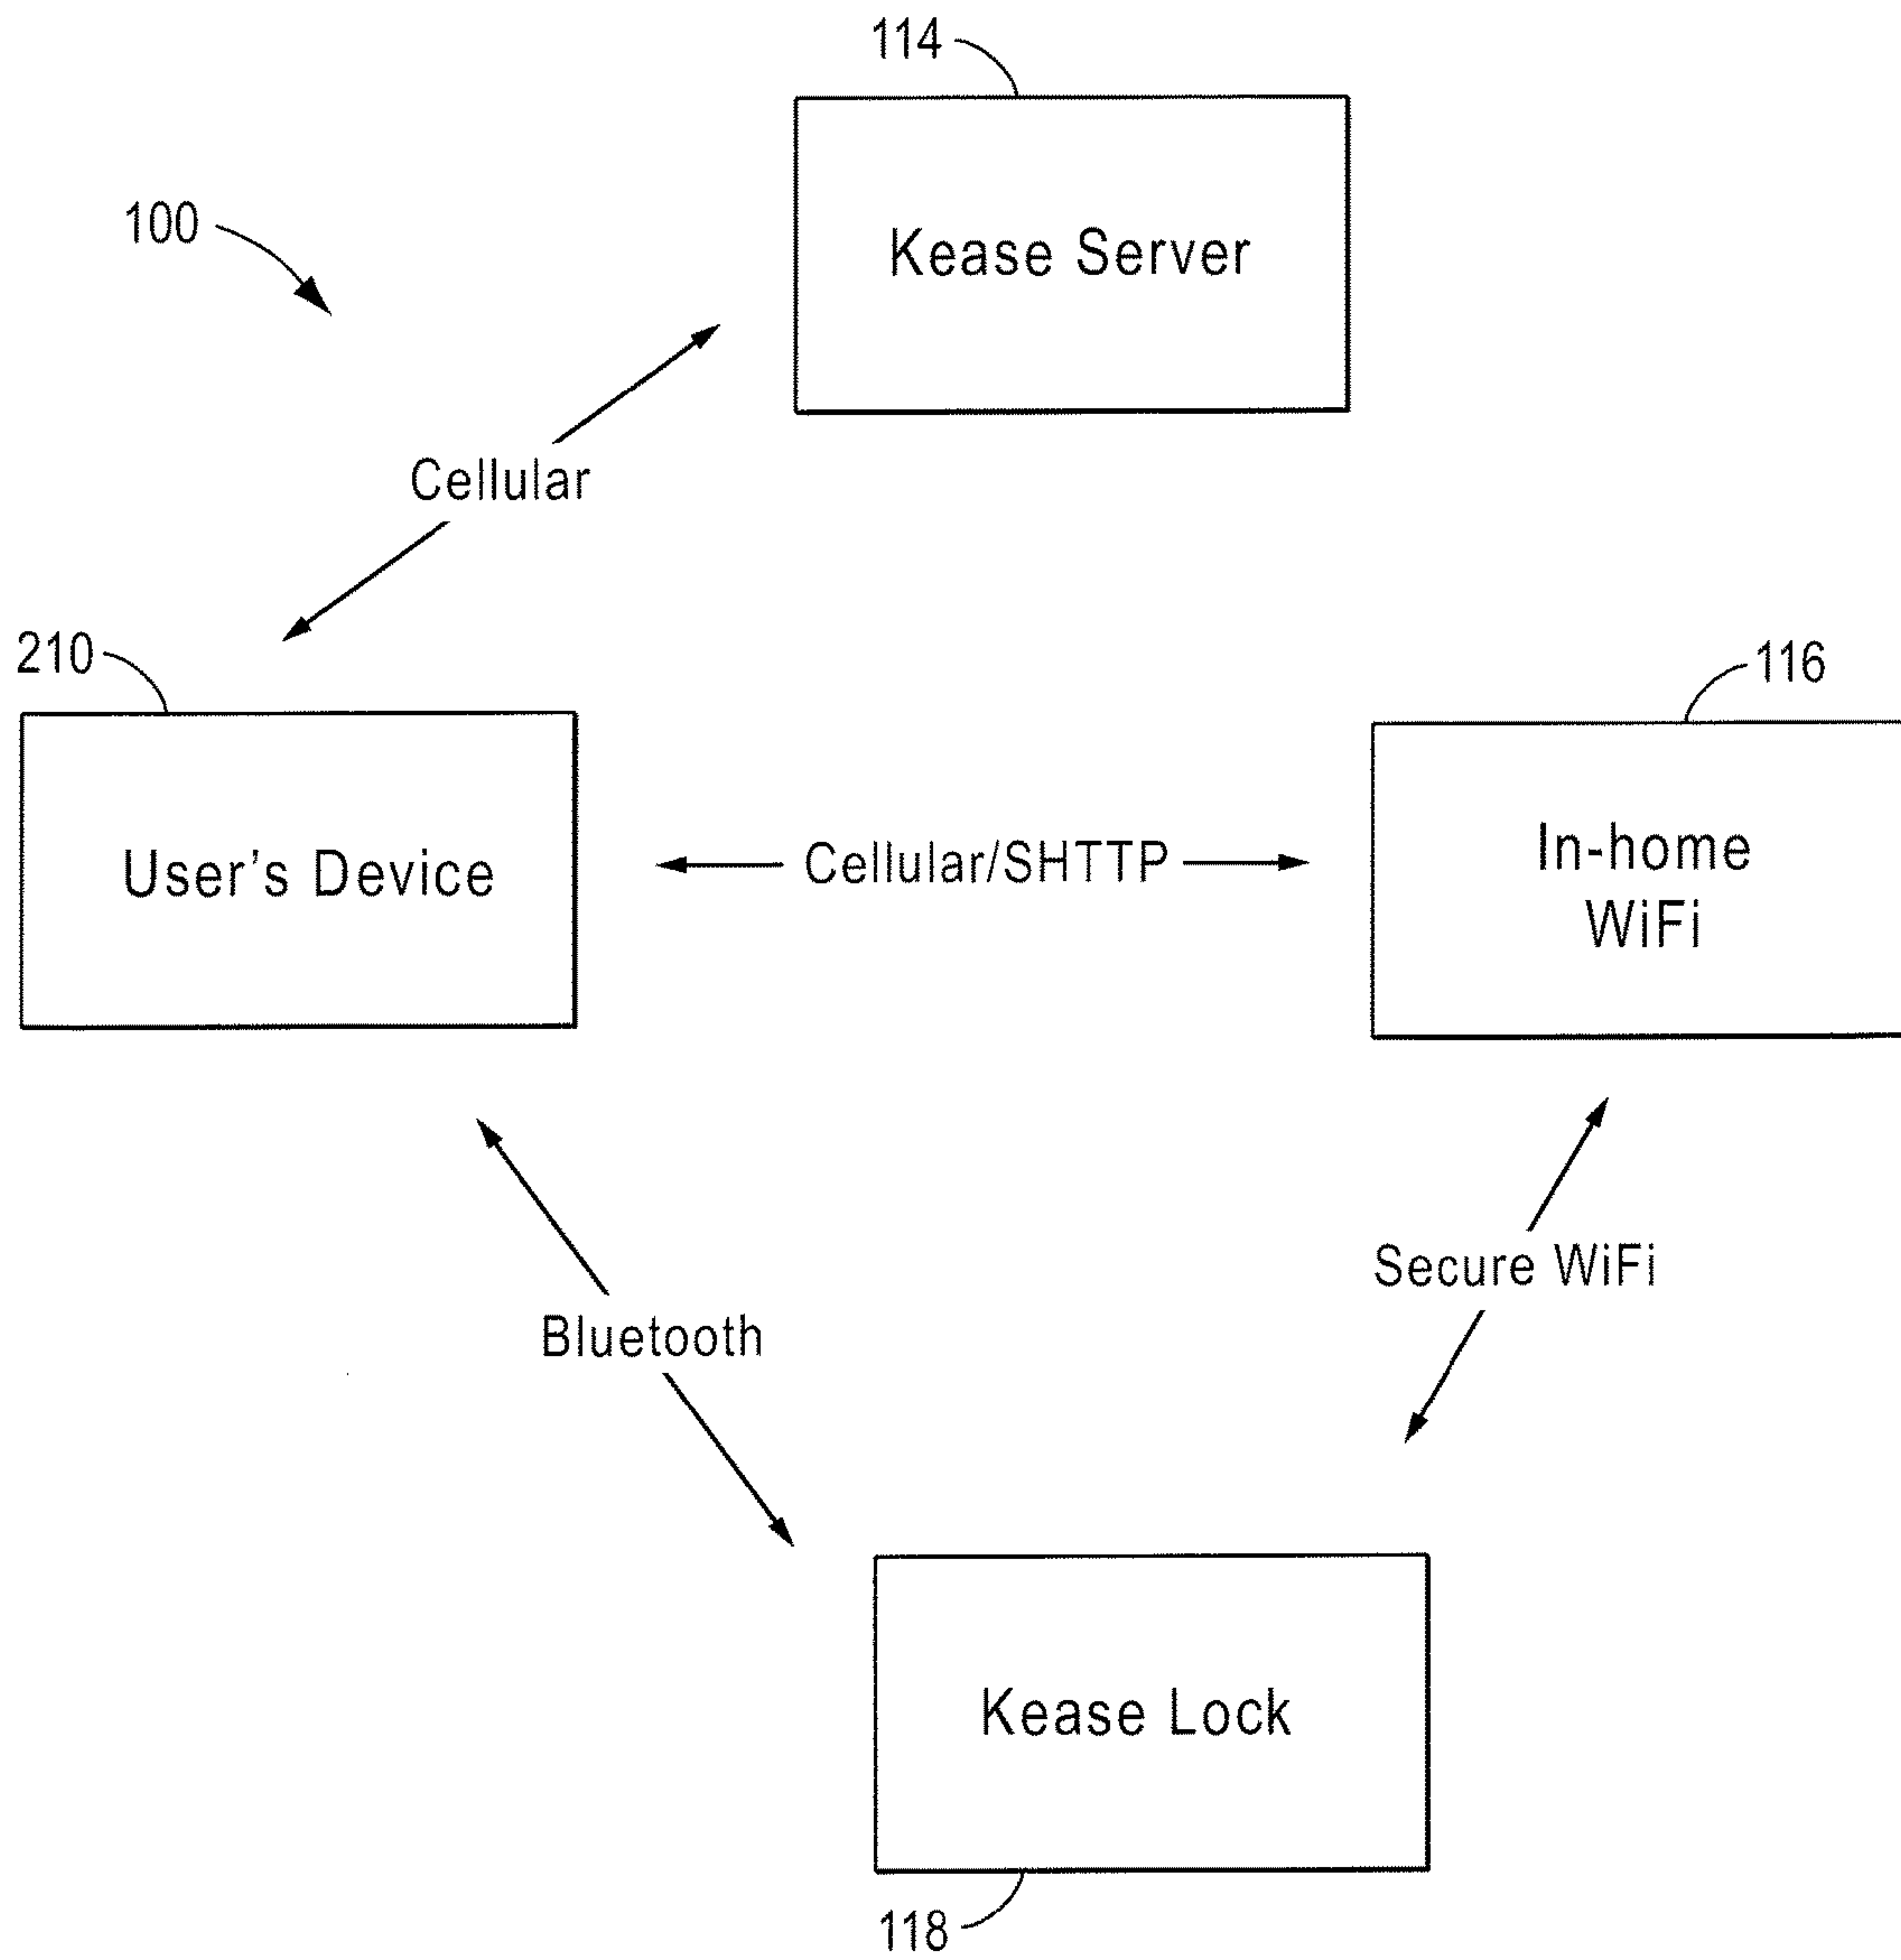 114
100
Kease Server
Cellular
210
116
User's Device
Cellular/SHTTP
In-home
WiFi
Secure WiFi
Bluetooth
Kease Lock
118